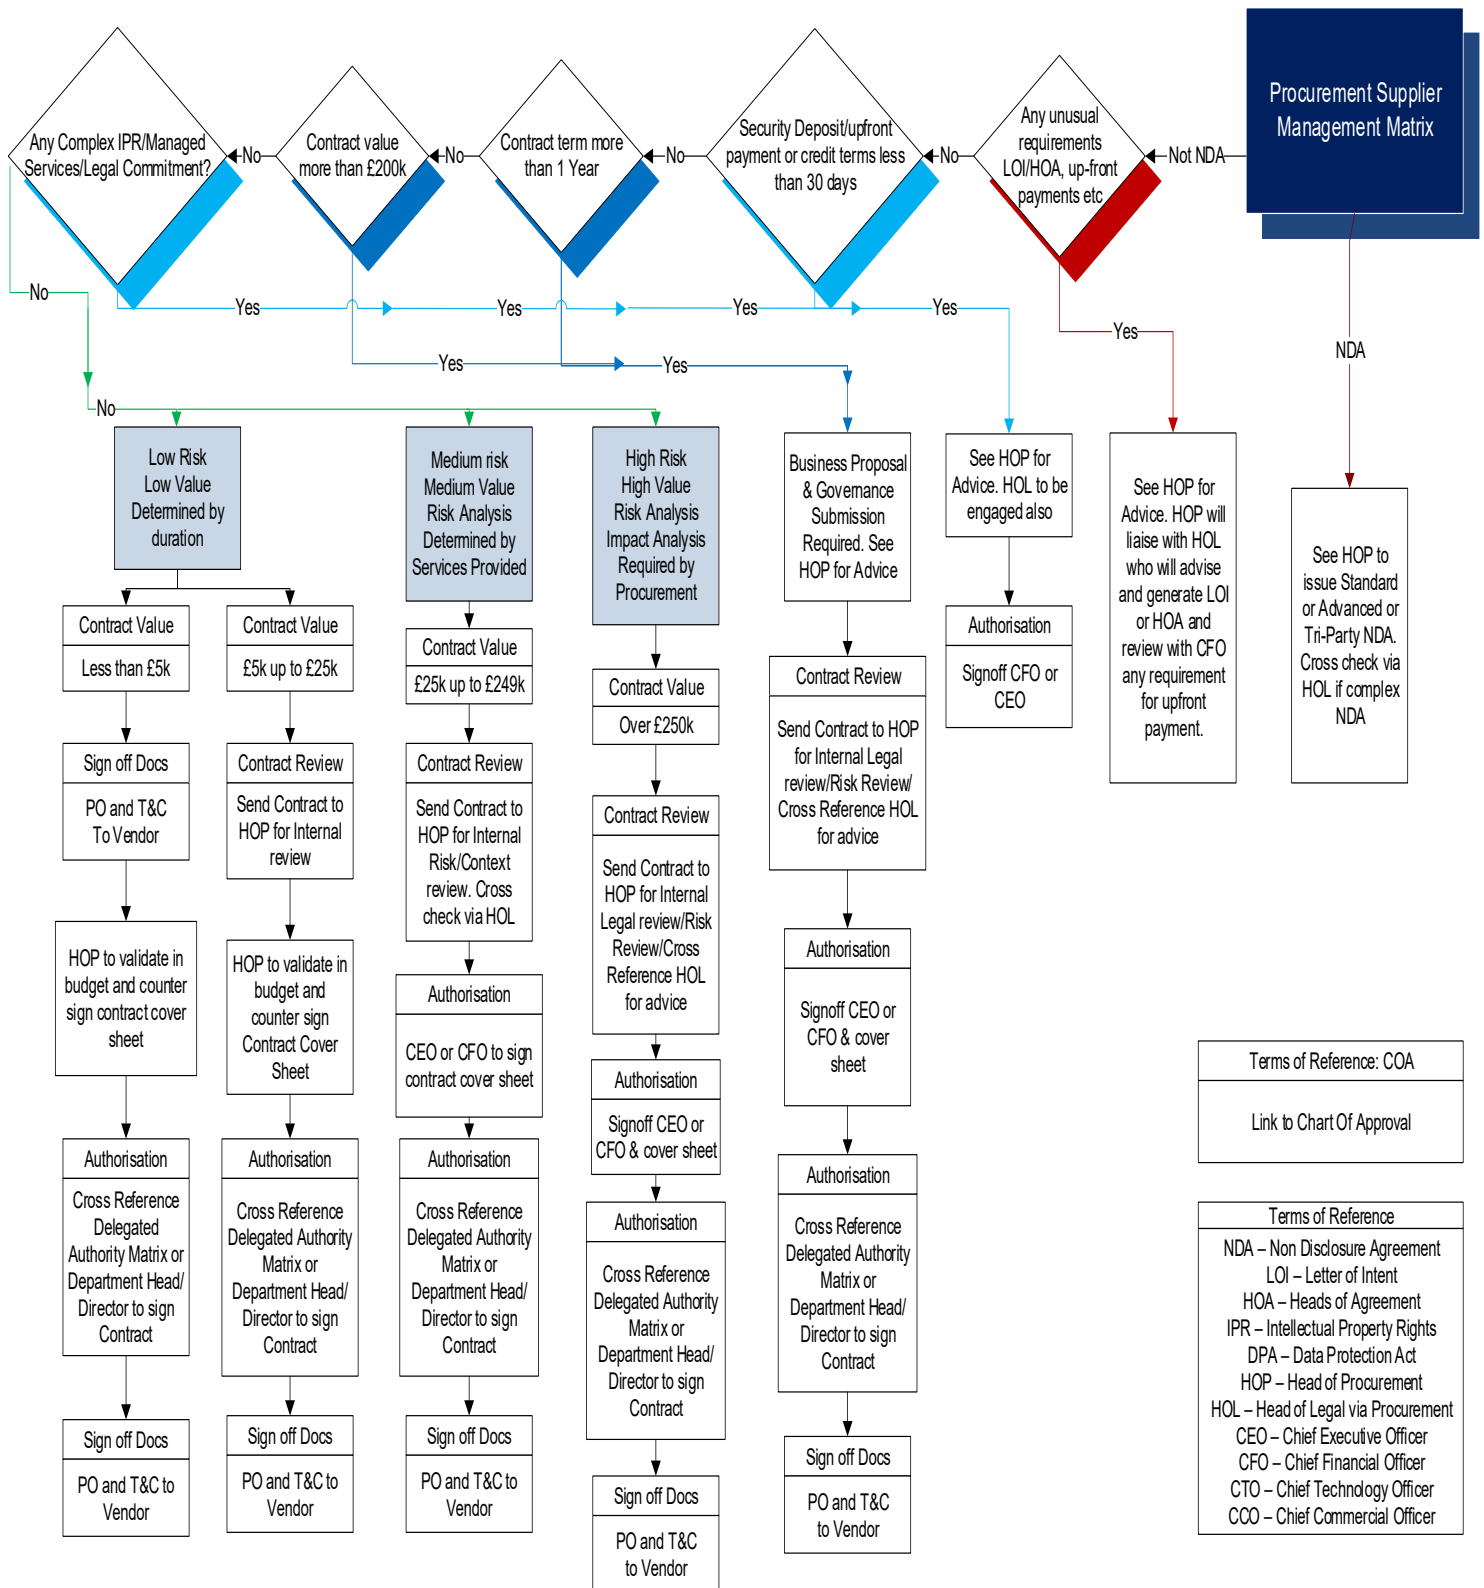 Procurement Supplier
Management Matrix
Any Complex IPR/Managed
Services/Legal Commitment?
No
Contract value
more than £200k
No
Contract term more
than 1 Year
No
Security Deposit/upfront
payment or credit terms less
than 30 days
No
Any unusual
requirements
LOI/HOA, up-front
payments etc
Not NDA
No
Yes
Yes
Yes
Yes
Yes
NDA
Yes
Yes
No
Low Risk
Low Value
Determined by
duration
Medium risk
Medium Value
Risk Analysis
Determined by
Services Provided
High Risk
High Value
Risk Analysis
Impact Analysis
Required by
Procurement
Business Proposal
& Governance
Submission
Required. See
HOP for Advice
See HOP for
Advice. HOL to be
engaged also
See HOP for
Advice. HOP will
liaise with HOL
who will advise
and generate LOI
or HOA and
review with CFO
any requirement
for upfront
payment.
See HOP to
issue Standard
or Advanced or
Tri-Party NDA.
Cross check via
HOL if complex
NDA
Contract Value
Less than £5k
Sign off Docs
PO and T&C
To Vendor
HOP to validate in
budget and counter
sign contract cover
sheet
Authorisation
Cross Reference
Delegated
Authority Matrix or
Department Head/
Director to sign
Contract
Sign off Docs
PO and T&C to
Vendor
Contract Value
£5k up to £25k
Contract Review
Send Contract to
HOP for Internal
review
HOP to validate in
budget and
counter sign
Contract Cover
Sheet
Authorisation
Cross Reference
Delegated Authority
Matrix or
Department Head/
Director to sign
Contract
Sign off Docs
PO and T&C to
Vendor
Contract Value
£25k up to £249k
Contract Review
Send Contract to
HOP for Internal
Risk/Context
review. Cross
check via HOL
Authorisation
CEO or CFO to sign
contract cover sheet
Authorisation
Cross Reference
Delegated Authority
Matrix or
Department Head/
Director to sign
Contract
Sign off Docs
PO and T&C to
Vendor
Contract Value
Over £250k
Contract Review
Send Contract to
HOP for Internal
Legal review/Risk
Review/Cross
Reference HOL
for advice
Authorisation
Signoff CEO or
CFO & cover sheet
Authorisation
Cross Reference
Delegated Authority
Matrix or
Department Head/
Director to sign
Contract
Sign off Docs
PO and T&C
to Vendor
Contract Review
Send Contract to HOP
for Internal Legal
review/Risk Review/
Cross Reference HOL
for advice
Authorisation
Signoff CEO or
CFO & cover
sheet
Authorisation
Cross Reference
Delegated Authority
Matrix or
Department Head/
Director to sign
Contract
Sign off Docs
PO and T&C
to Vendor
Authorisation
Signoff CFO or
CEO
Terms of Reference: COA
Link to Chart Of Approval
Terms of Reference
NDA – Non Disclosure Agreement
LOI – Letter of Intent
HOA – Heads of Agreement
IPR – Intellectual Property Rights
DPA – Data Protection Act
HOP – Head of Procurement
HOL – Head of Legal via Procurement
CEO – Chief Executive Officer
CFO – Chief Financial Officer
CTO – Chief Technology Officer
CCO – Chief Commercial Officer